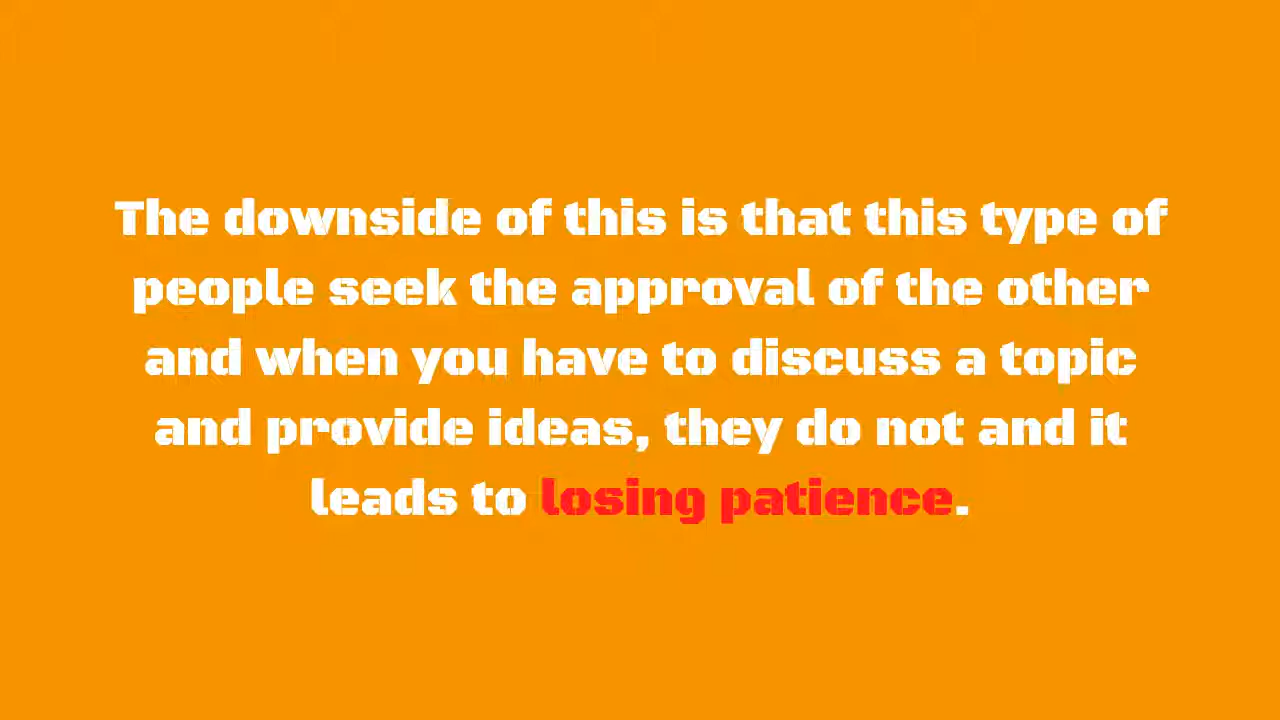 The downside of this is that this type of
people seek the approval of the other
and when you have to discuss a topic
and provide ideas, they do not and it
leads to losing patience.